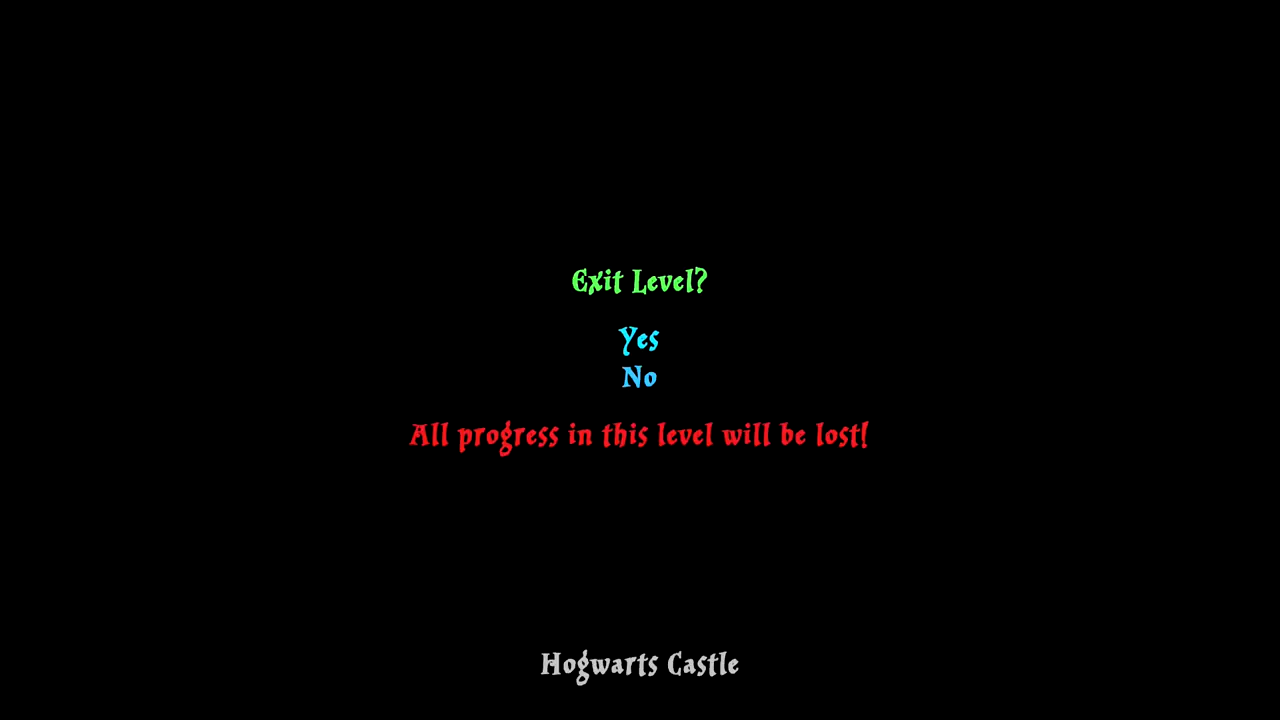 Exit Level?
Yes
No
All progress in this level will be lost!
Hogwarts Castle